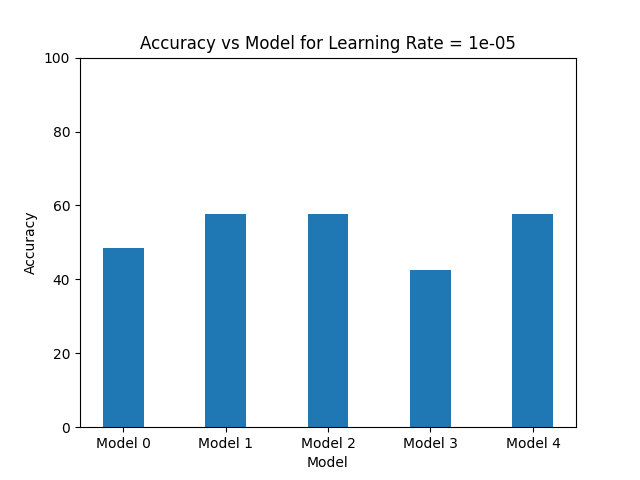 Accuracy vs Model for Learning Rate = 1e-05
100
80
60
40
20
0
Accuracy
Model 0 Model 1 Model 2 Model 3 Model 4
Model